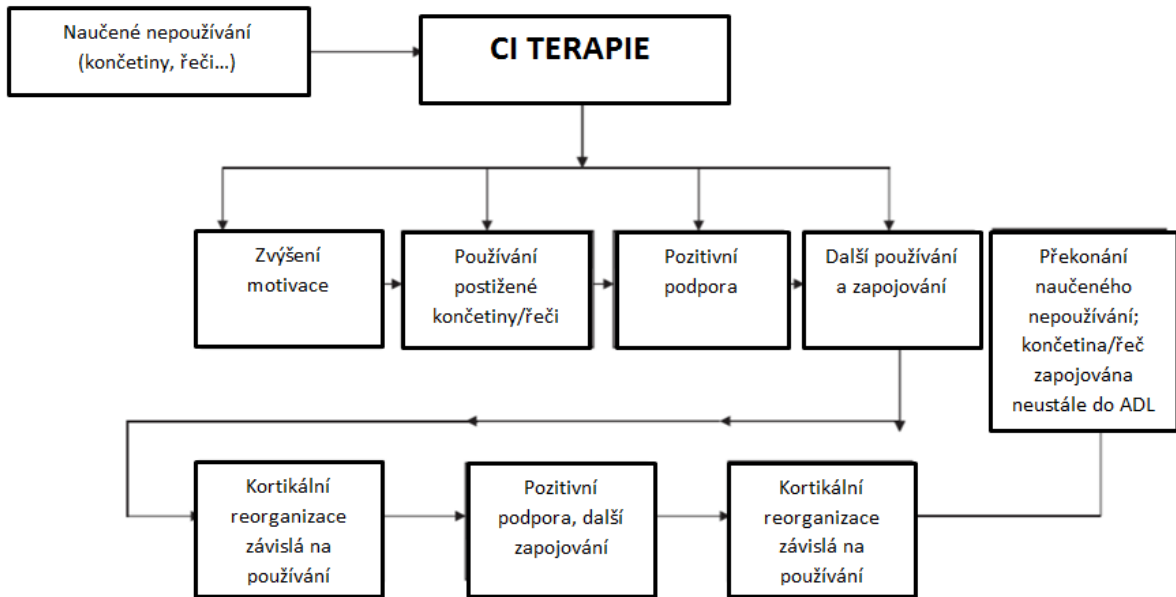 Naučené nepoužívání
(končetiny, řeči…)
CI TERAPIE
Zvýšení
motivace
Používání
postižené
končetiny/řeči
Pozitivní
podpora
Další používání
a zapojování
Překonání
naučeného
nepoužívání;
končetina/řeč
zapojována
neustále do ADL
Kortikální
reorganizace
závislá na
používání
Pozitivní
podpora, další
zapojování
Kortikální
reorganizace
závislá na
používání